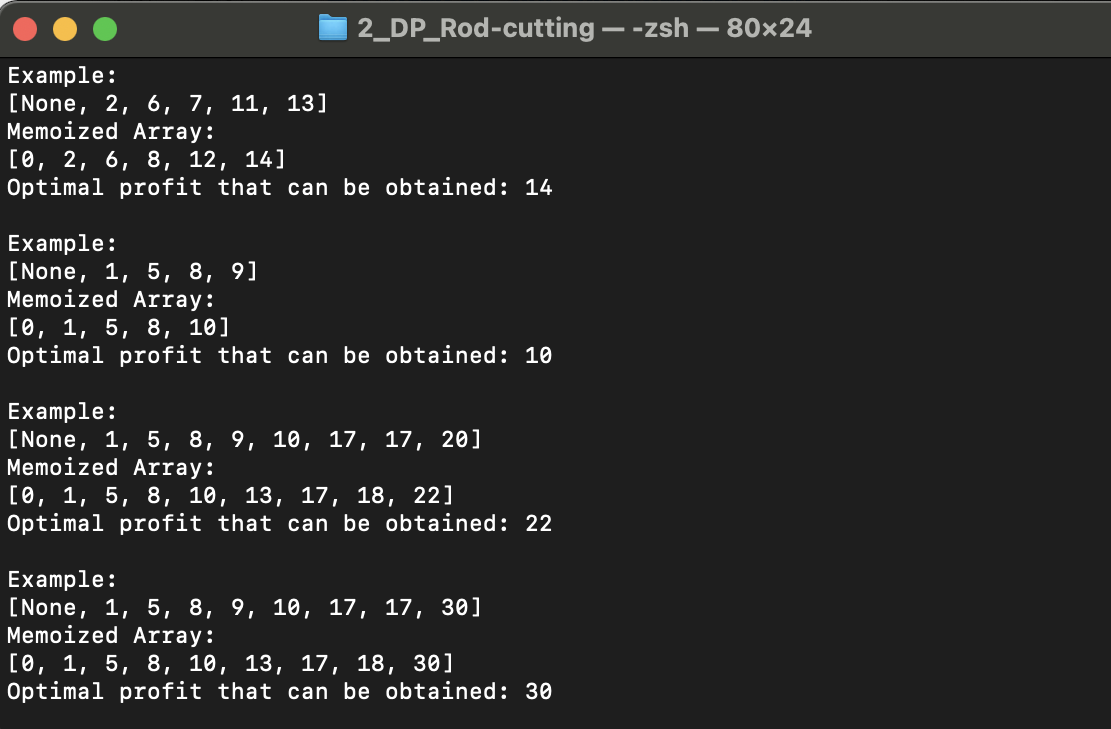 2_DP_Rod-cutting — -zsh — 80×24
Example:
[None, 2, 6, 7, 11, 13]
Memoized Array:
[0, 2, 6, 8, 12, 14]
Optimal profit that can be obtained: 14
Example:
[None, 1, 5, 8, 9]
Memoized Array:
[0, 1, 5, 8, 10]
Optimal profit that can be obtained: 10
Example:
[None, 1, 5, 8, 9, 10, 17, 17, 20]
Memoized Array:
[0, 1, 5, 8, 10, 13, 17, 18, 22]
Optimal profit that can be obtained: 22
Example:
[None, 1, 5, 8, 9, 10, 17, 17, 30]
Memoized Array:
[0, 1, 5, 8, 10, 13, 17, 18, 30]
Optimal profit that can be obtained: 30